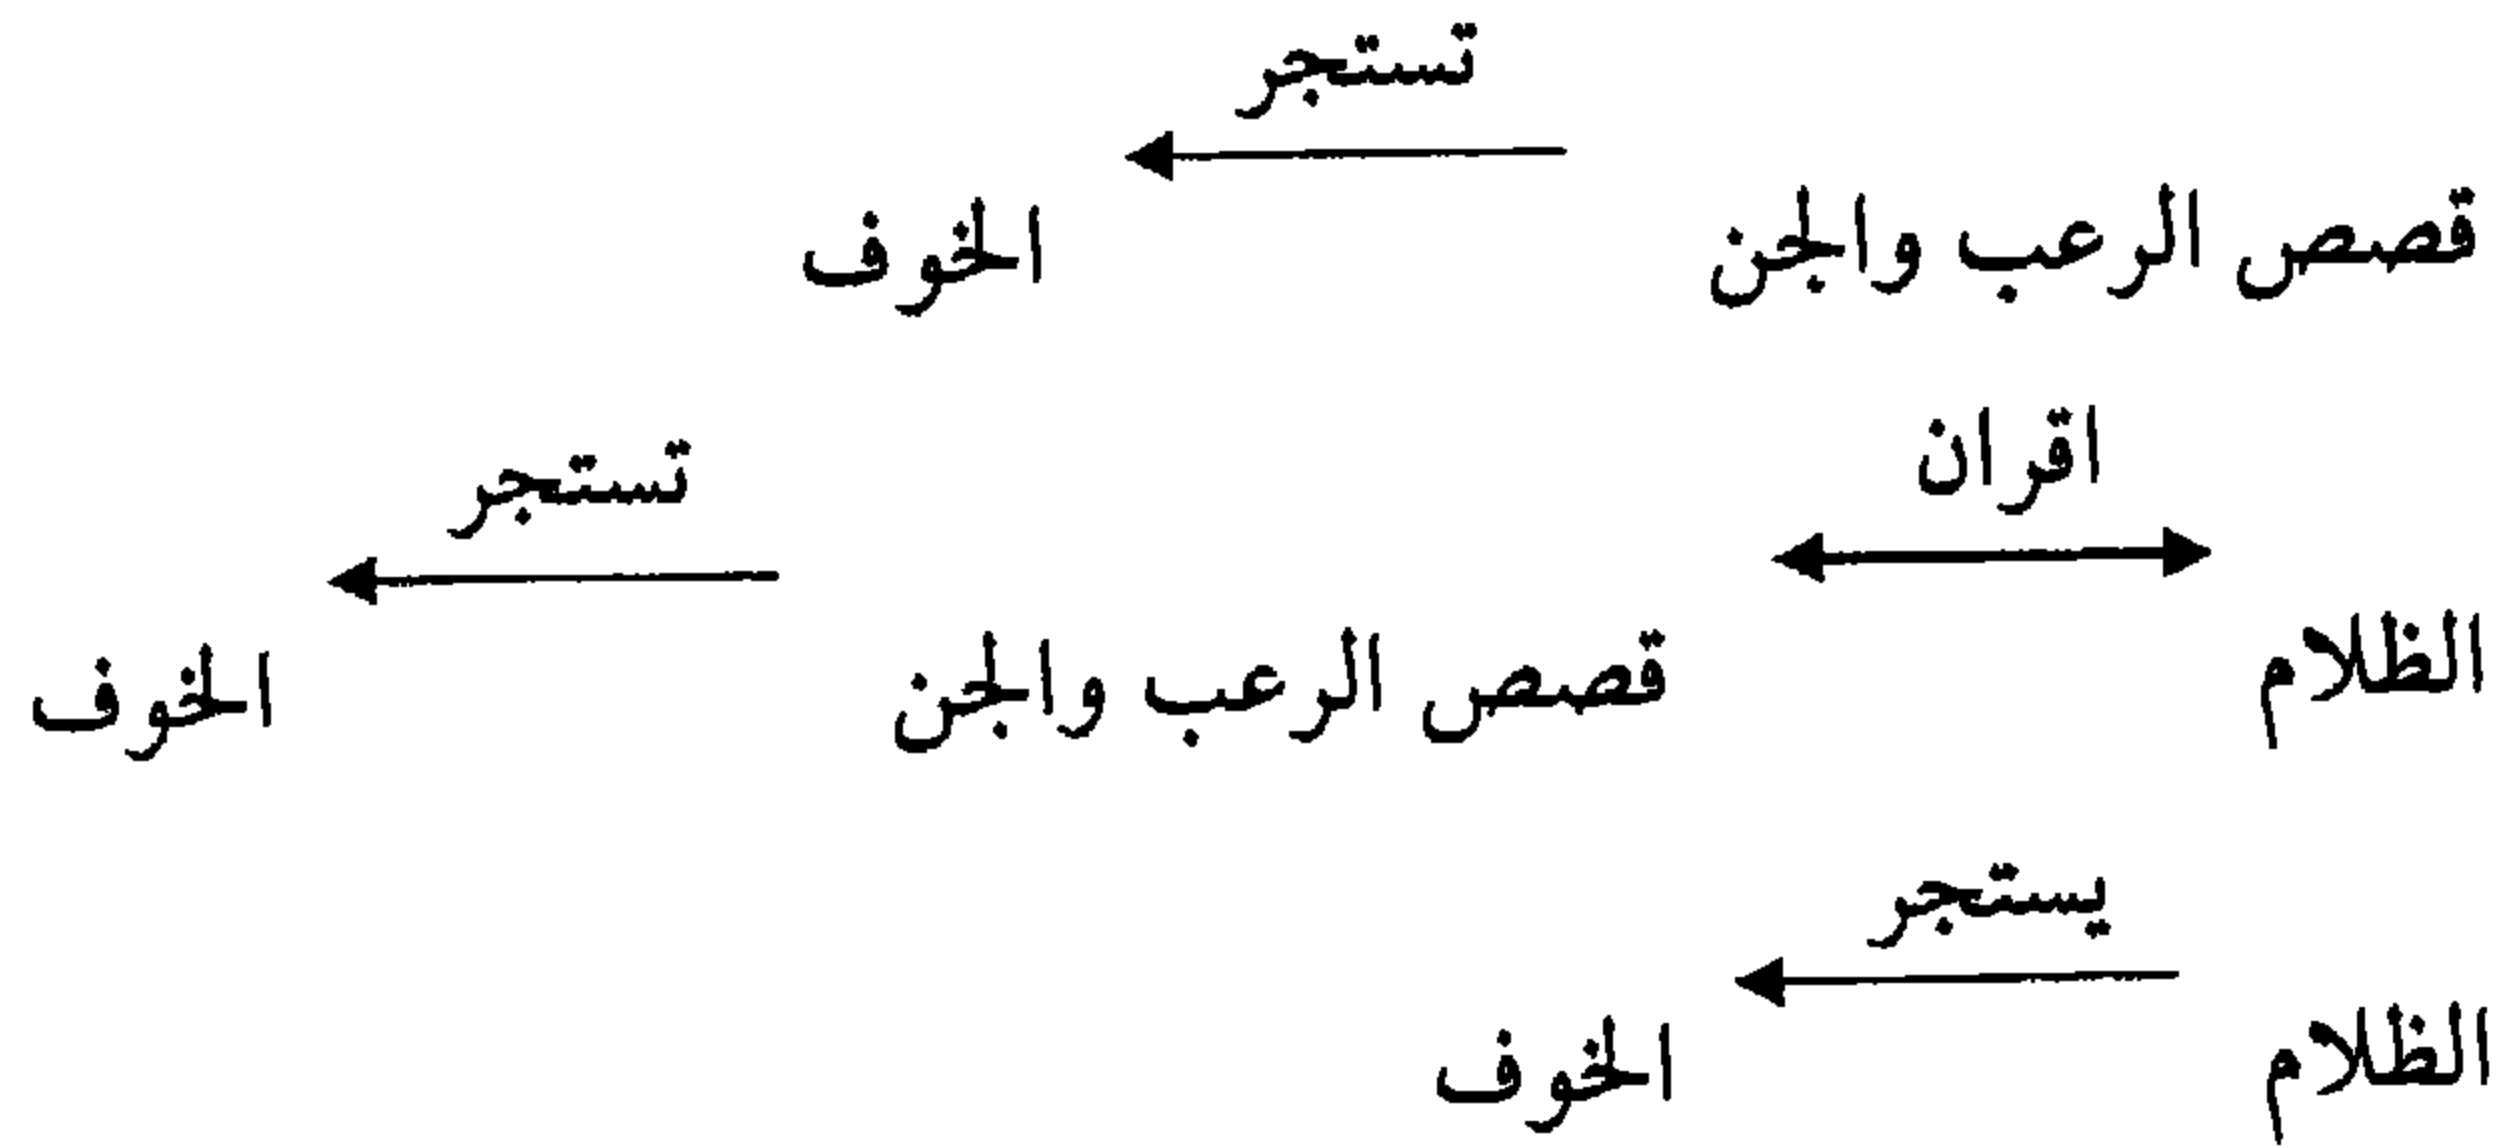 تستجر
قصص الرعب والجن الخوف
اقران تستجر
الظلام قصص الرعب والجن الخوف
يستجر
الظلام الخوف